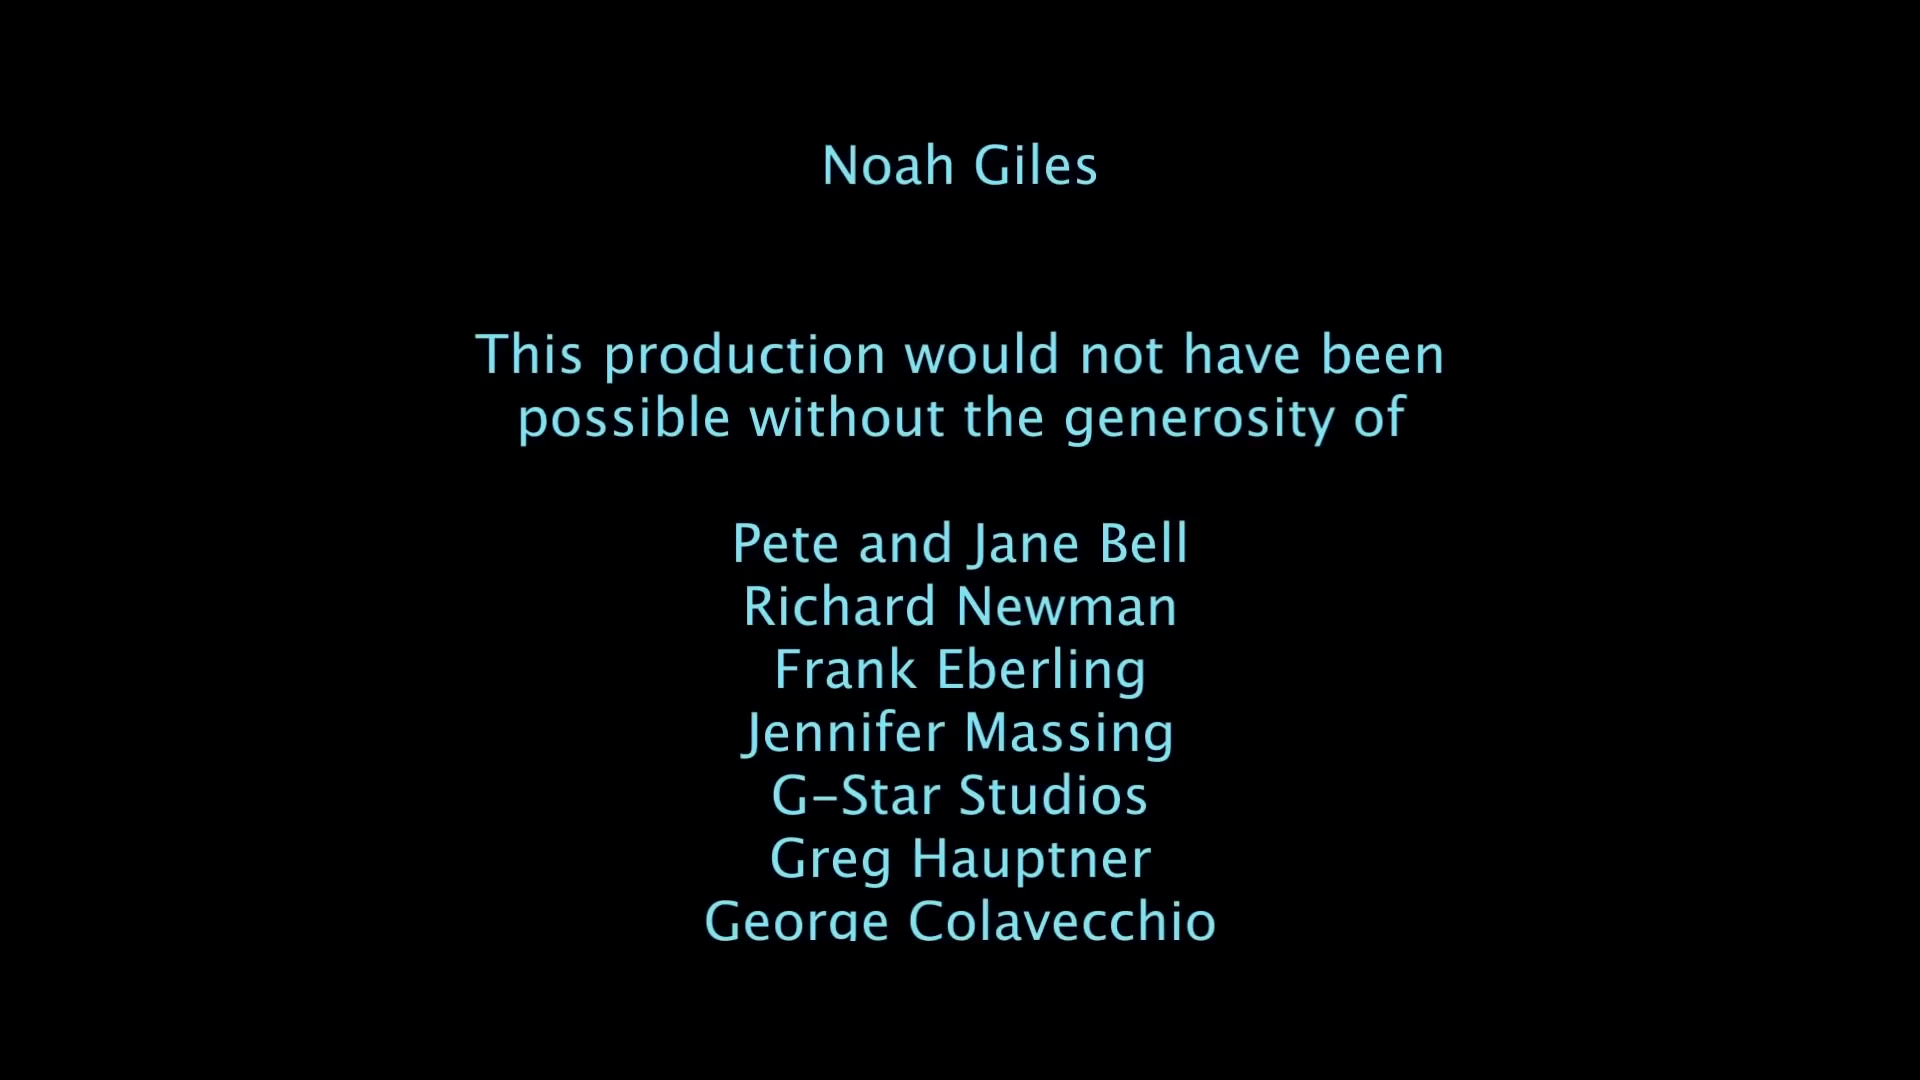 Noah Giles
This production would not have been
possible without the generosity of
Pete and Jane Bell
Richard Newman
Frank Eberling
Jennifer Massing
G-Star Studios
Greg Hauptner
George Colavecchio